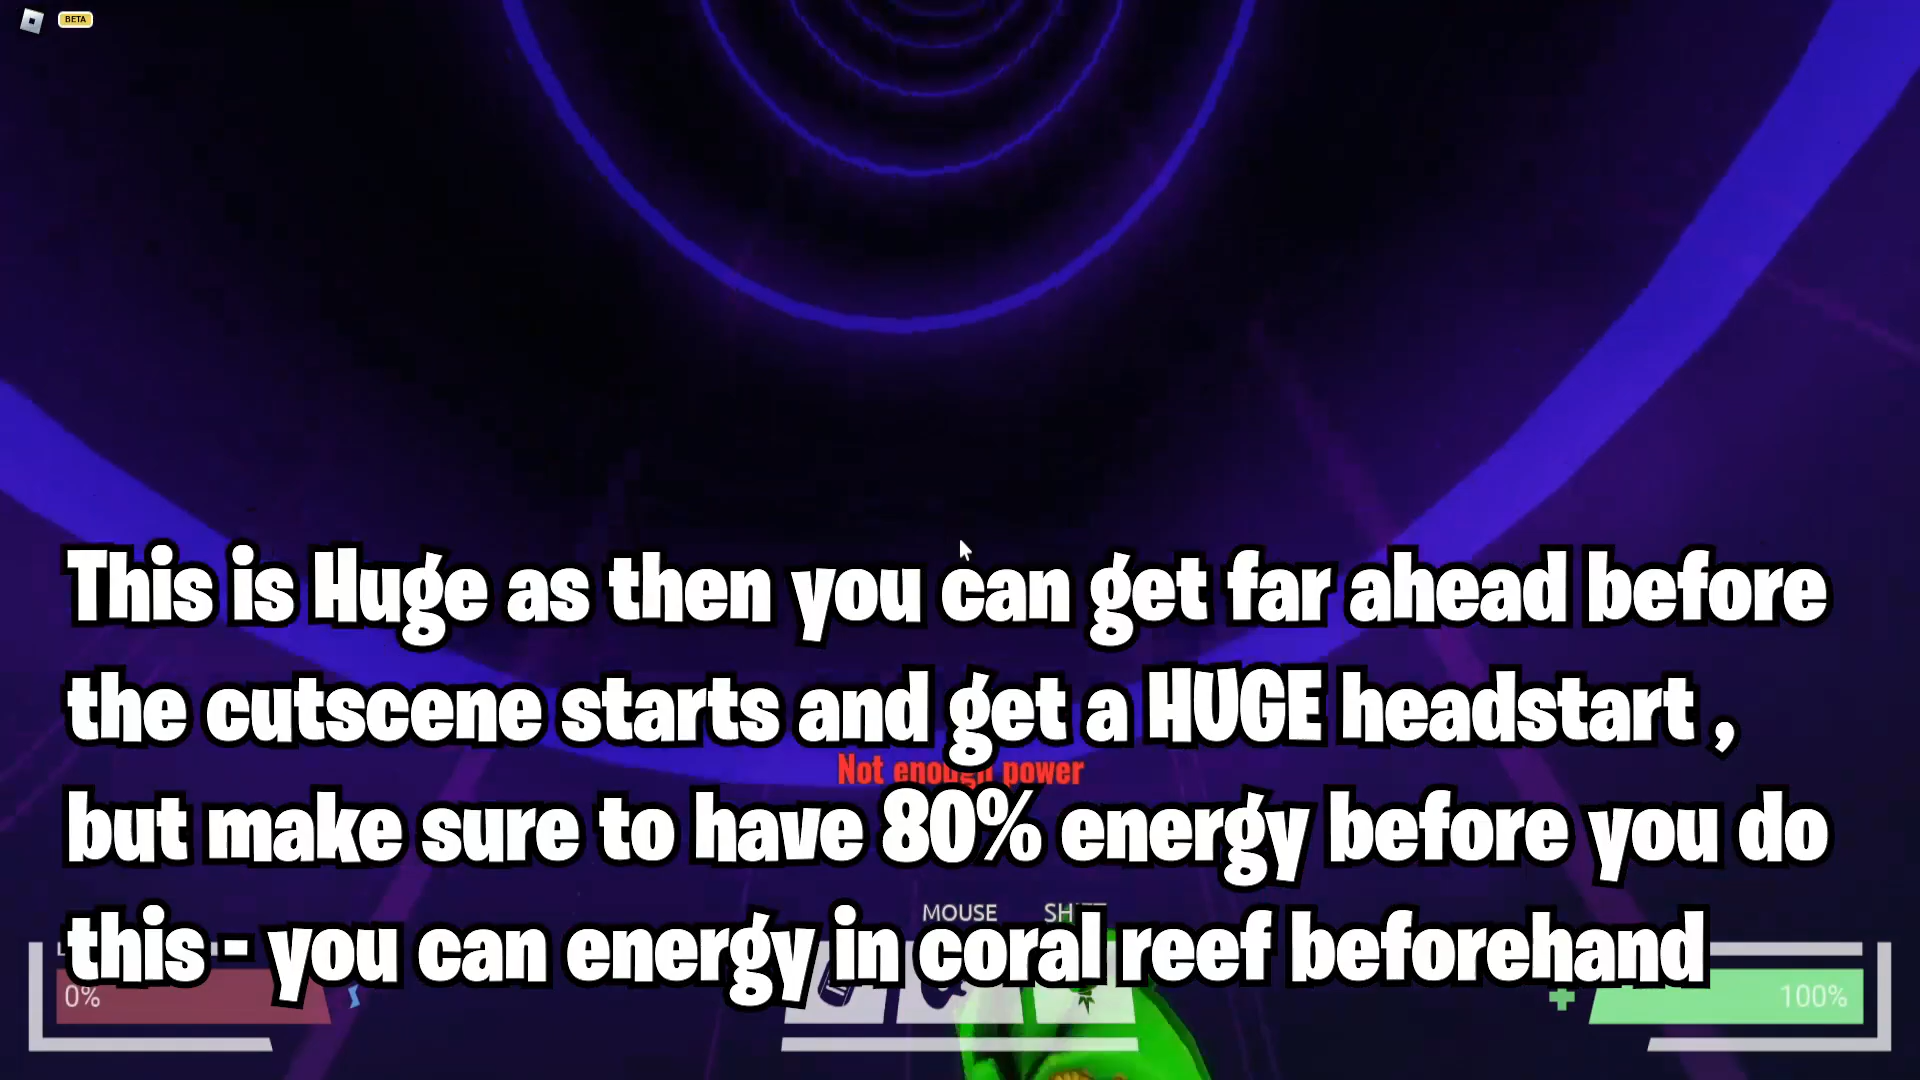 BETA
This is Huge as then you can get far ahead before
the cutscene starts and get a HUGE headstart ,
Not enough power
but make sure to have 80% energy before you do
MOUSE SHIFT
this - you can energy in coral reef beforehand
0%
100%